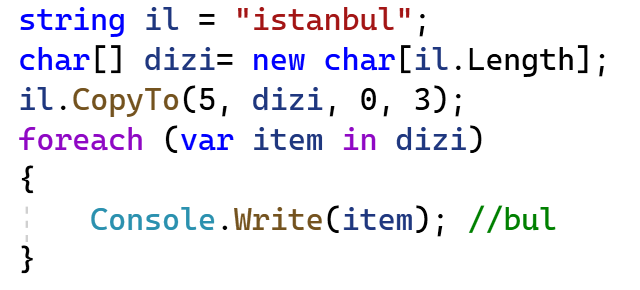 string il = "istanbul";
char[] dizi= new char[il.Length];
il.CopyTo(5, dizi, 0, 3);
foreach (var item in dizi)
{
    Console.Write(item); //bul
}